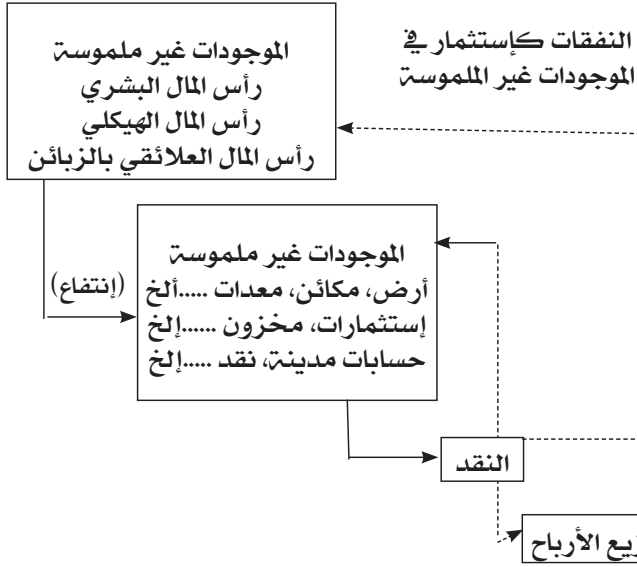 النفقات كإستثمار في
الموجودات غير الملموسة
الموجودات غير ملموسة
رأس المال البشري
رأس المال الهيكلي
رأس المال العلائقي بالزبائن
(إنتفاع)
الموجودات غير ملموسة
أرض، مكائن، معدات .....ألخ
إستثمارات، مخزون ......إلخ
حسابات مدينة، نقد .....إلخ
النقد
الأرباح